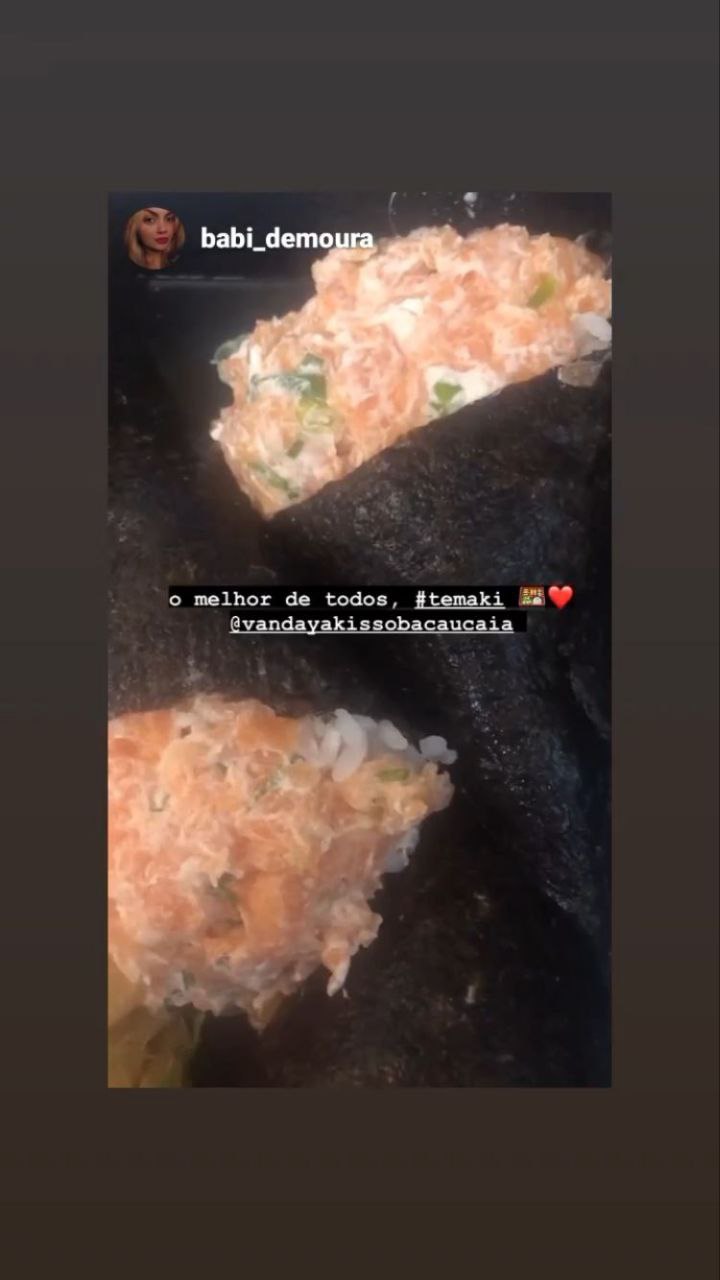 babi_demoura
o melhor de todos, #temaki 🍱❤️
@vandayakissobacaucaia